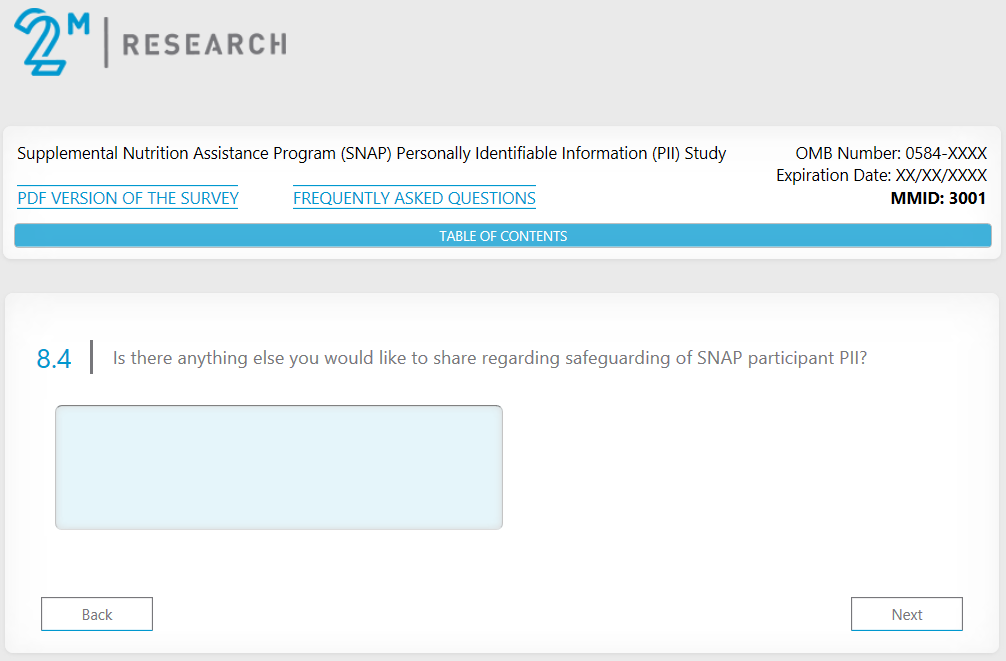 2M RESEARCH
Supplemental Nutrition Assistance Program (SNAP) Personally Identifiable Information (PII) Study
OMB Number: 0584-XXXX
Expiration Date: XX/XX/XXXX
PDF VERSION OF THE SURVEY
FREQUENTLY ASKED QUESTIONS
MMID: 3001
TABLE OF CONTENTS
8.4 Is there anything else you would like to share regarding safeguarding of SNAP participant PII?
Back
Next